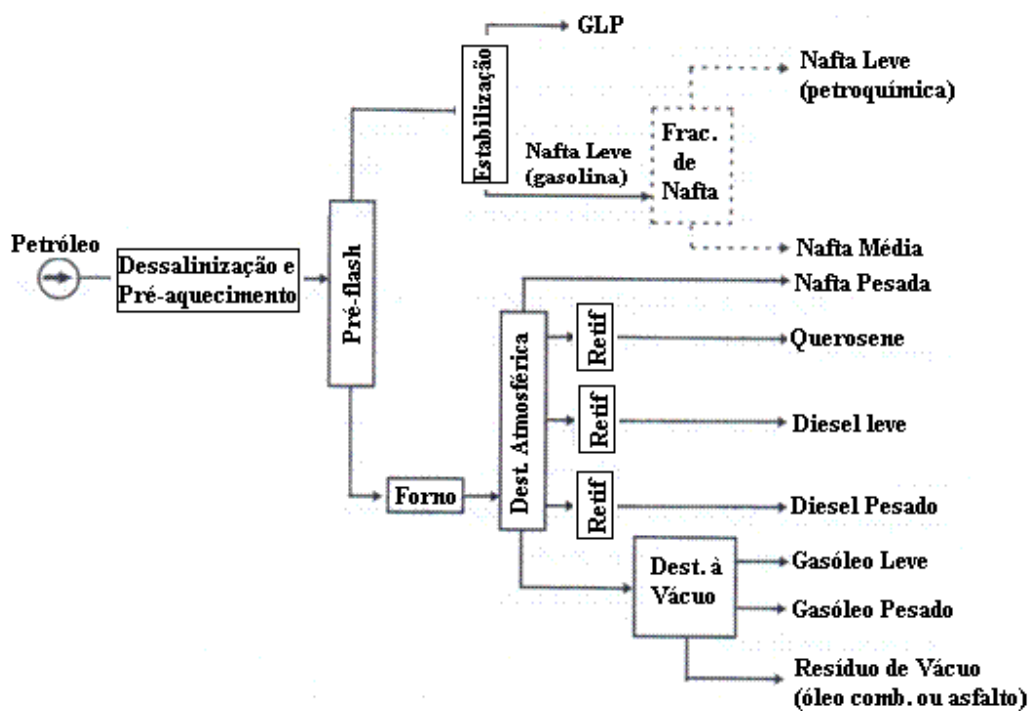 GLP
Estabilização
Nafta Leve
(petroquímica)
Nafta Leve
(gasolina)
Frac.
de
Nafta
Nafta Média
Petróleo
Dessalinização e
Pré-aquecimento
Pré-flash
Nafta Pesada
Dest. Atmosférica
Retif
Querosene
Retif
Diesel leve
Forno
Retif
Diesel Pesado
Dest. à
Vácuo
Gasóleo Leve
Gasóleo Pesado
Resíduo de Vácuo
(óleo comb. ou asfalto)